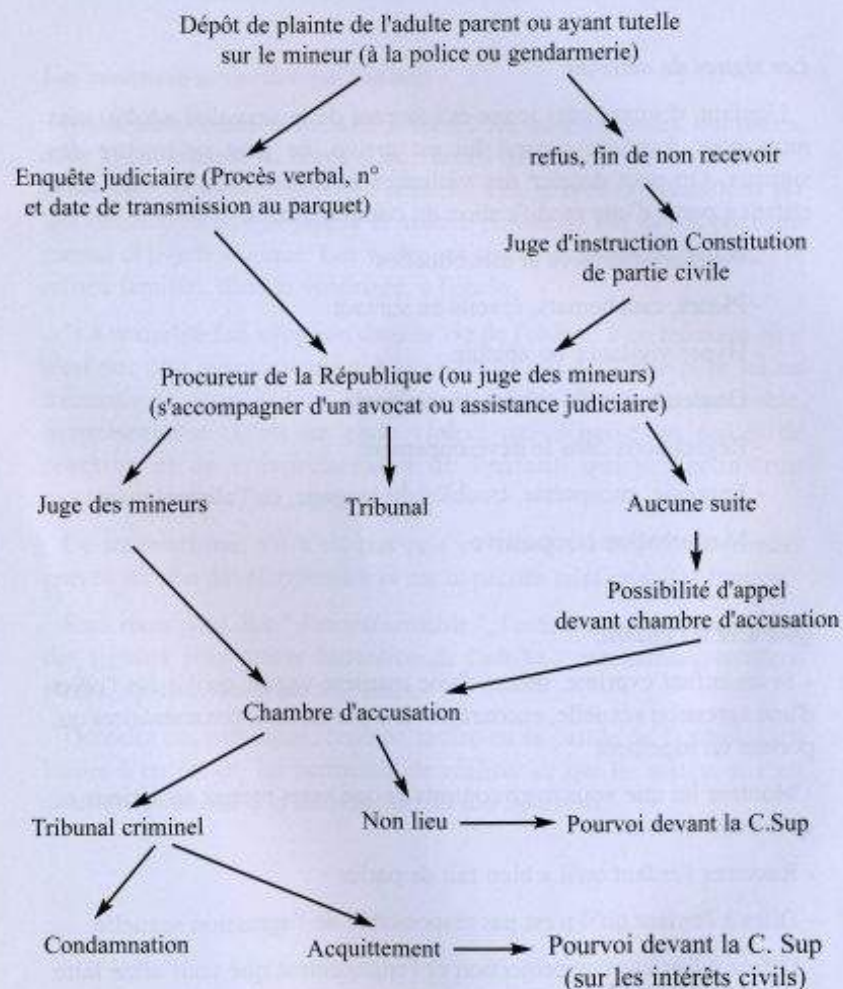 Dépôt de plainte de l'adulte parent ou ayant tutelle
sur le mineur (à la police ou gendarmerie)
Enquête judiciaire (Procès verbal, n°
et date de transmission au parquet)
refus, fin de non recevoir
Juge d'instruction Constitution
de partie civile
Procureur de la République (ou juge des mineurs)
(s'accompagner d'un avocat ou assistance judiciaire)
Juge des mineurs
Tribunal
Aucune suite
Possibilité d'appel
devant chambre d'accusation
Chambre d'accusation
Tribunal criminel
Non lieu
Pourvoi devant la C.Sup
Condamnation
Acquittement
Pourvoi devant la C. Sup
(sur les intérêts civils)